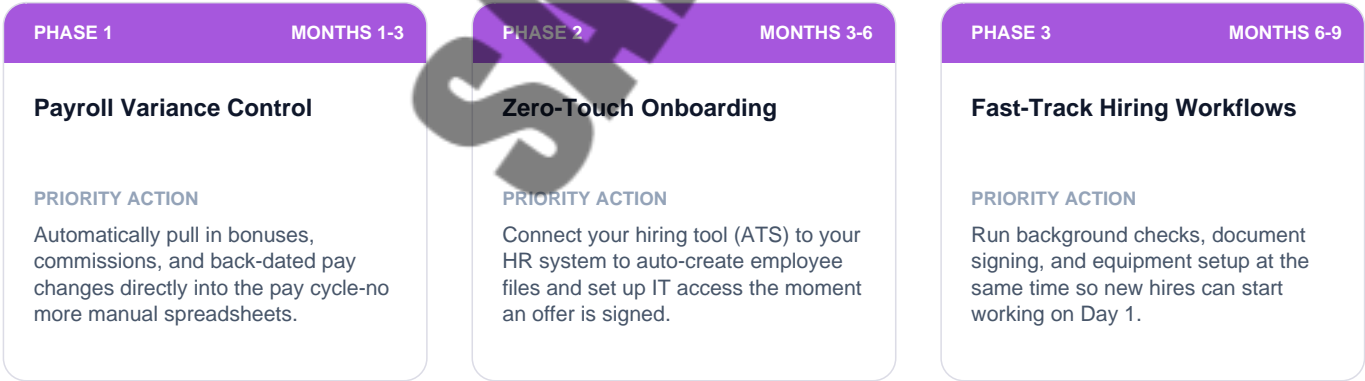 PHASE 1 MONTHS 1-3
Payroll Variance Control
PRIORITY ACTION
Automatically pull in bonuses,
commissions, and back-dated pay
changes directly into the pay cycle-no
more manual spreadsheets.
PHASE 2 MONTHS 3-6
Zero-Touch Onboarding
PRIORITY ACTION
Connect your hiring tool (ATS) to your
HR system to auto-create employee
files and set up IT access the moment
an offer is signed.
PHASE 3 MONTHS 6-9
Fast-Track Hiring Workflows
PRIORITY ACTION
Run background checks, document
signing, and equipment setup at the
same time so new hires can start
working on Day 1.